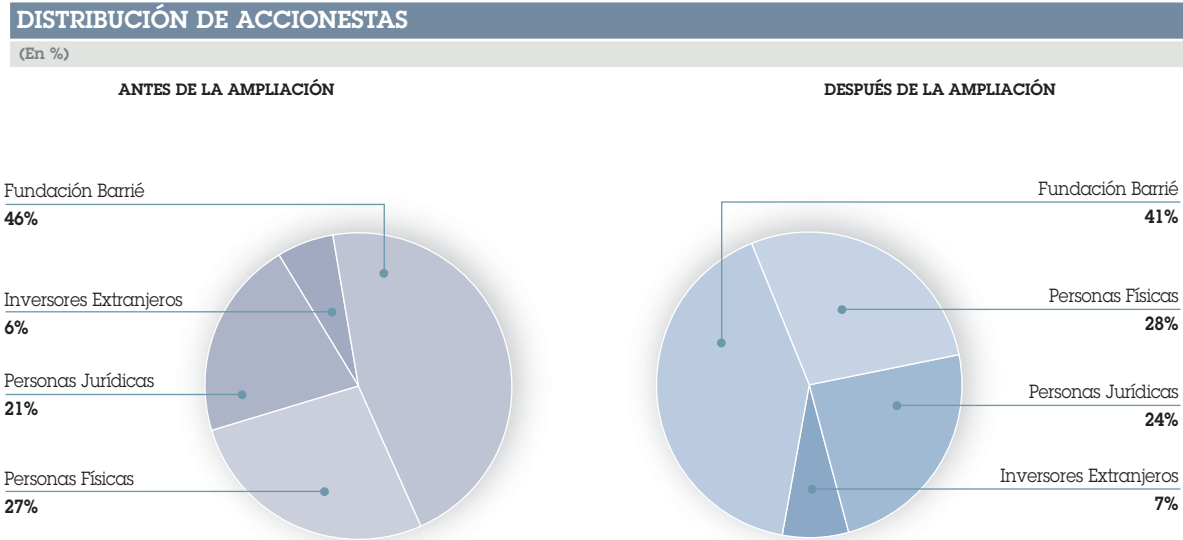 DISTRIBUCIÓN DE ACCIONESTAS
(En %)
ANTES DE LA AMPLIACIÓN
Fundación Barrié
46%
Inversores Extranjeros
6%
Personas Jurídicas
21%
Personas Físicas
27%
DESPUÉS DE LA AMPLIACIÓN
Fundación Barrié
41%
Personas Físicas
28%
Personas Jurídicas
24%
Inversores Extranjeros
7%